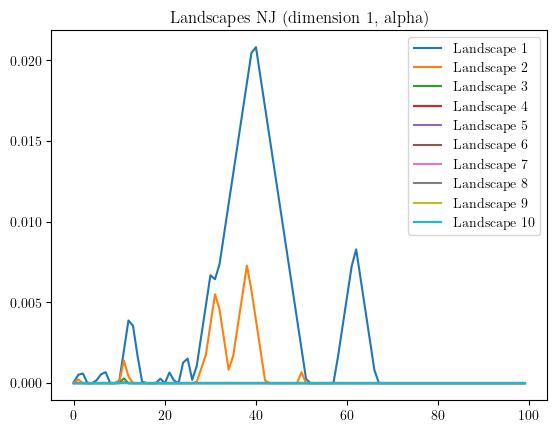 Landscapes NJ (dimension 1, alpha)
0.020
0.015
0.010
0.005
0.000
0
20
40
60
80
100
Landscape 1
Landscape 2
Landscape 3
Landscape 4
Landscape 5
Landscape 6
Landscape 7
Landscape 8
Landscape 9
Landscape 10